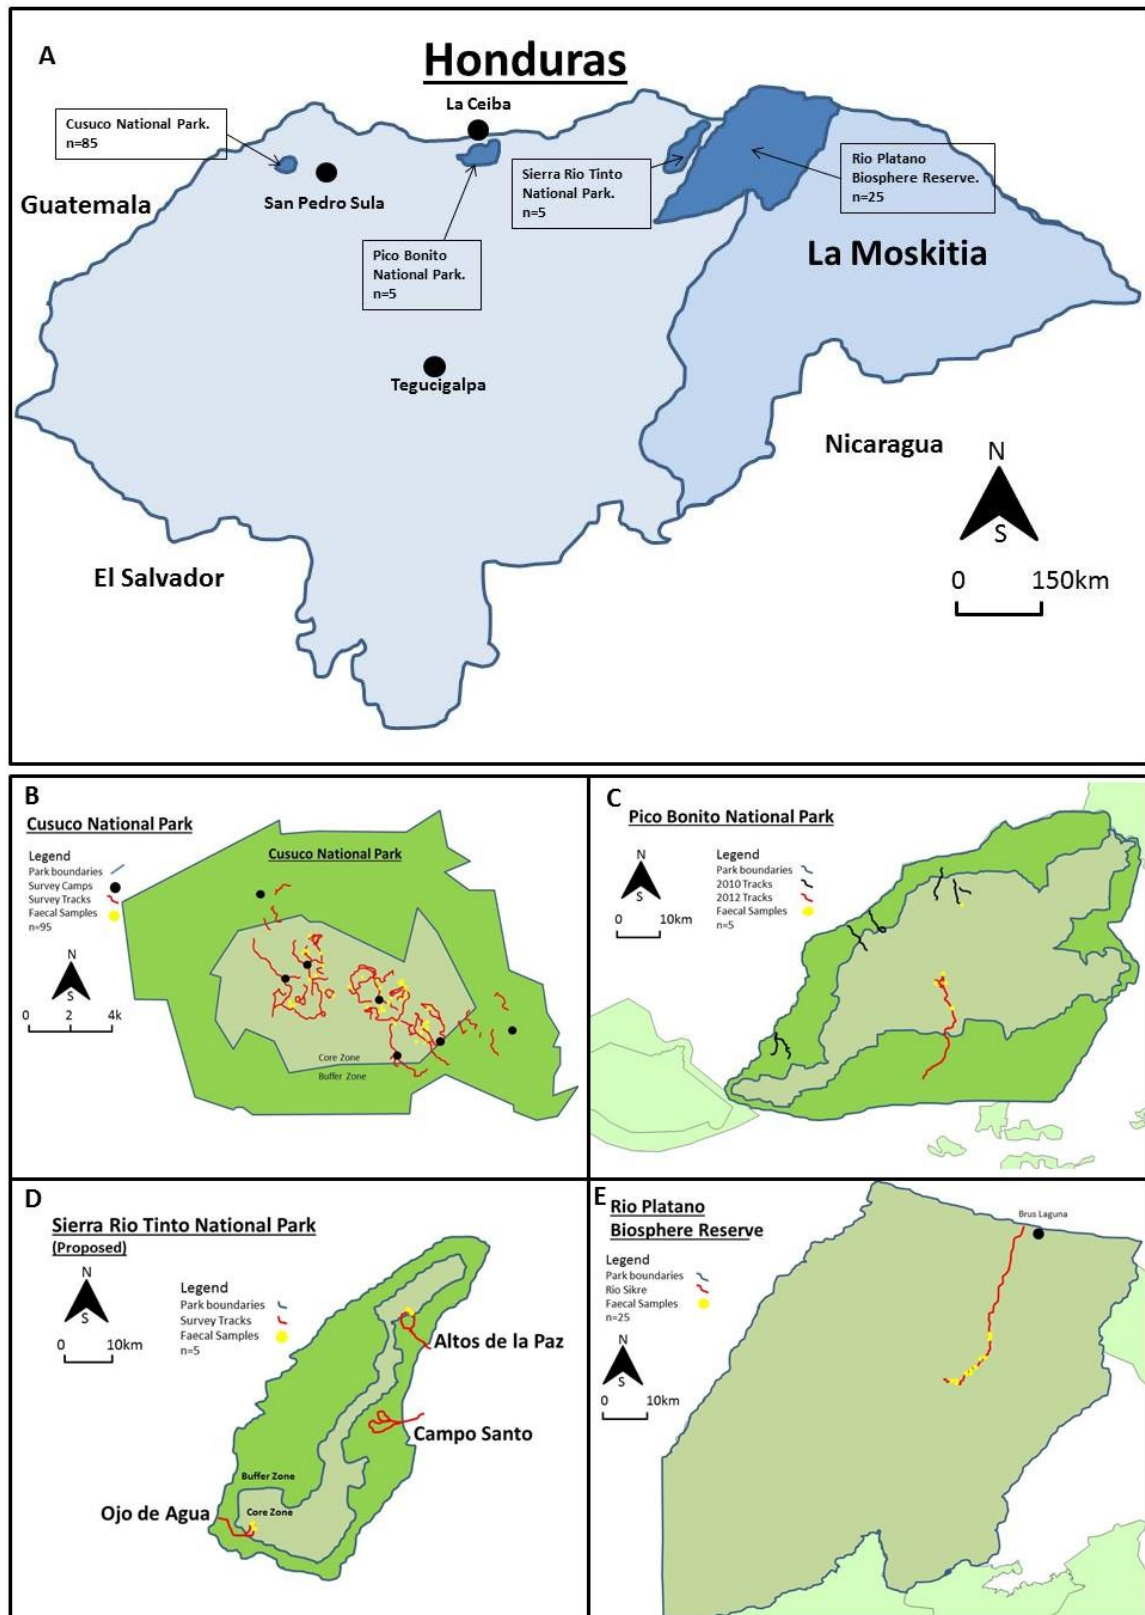 A
Honduras
La Ceiba
Cusuco National Park.
n=85
Guatemala
San Pedro Sula
Pico Bonito
National Park.
n=5
Sierra Rio Tinto
National Park.
n=5
Rio Platano
Biosphere Reserve.
n=25
La Moskitia
Tegucigalpa
Nicaragua
El Salvador
N
S
0 150km
B
Cusuco National Park
Cusuco National Park
Legend
Park boundaries
Survey Camps
Survey Tracks
Faecal Samples
n=95
N
S
0 2 4k
Core Zone
Buffer Zone
C
Pico Bonito National Park
N
S
0 10km
Legend
Park boundaries
2010 Tracks
2012 Tracks
Faecal Samples
n=5
D
Sierra Rio Tinto National Park
(Proposed)
N
S
0 10km
Legend
Park boundaries
Survey Tracks
Faecal Samples
n=5
Altos de la Paz
Campo Santo
Buffer Zone
Core Zone
Ojo de Agua
E
Rio Platano
Biosphere Reserve
Legend
Park boundaries
Rio Sikre
Faecal Samples
n=25
N
S
0 10km
Brus Laguna